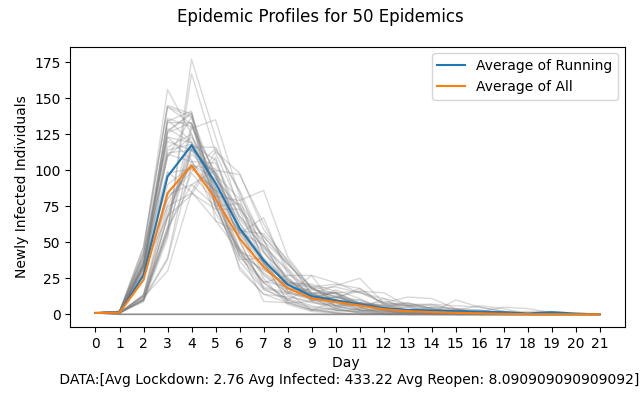 Epidemic Profiles for 50 Epidemics
Average of Running
Average of All
Newly Infected Individuals
175
150
125
100
75
50
25
0
0 1 2 3 4 5 6 7 8 9 10 11 12 13 14 15 16 17 18 19 20 21
Day
DATA:[Avg Lockdown: 2.76 Avg Infected: 433.22 Avg Reopen: 8.090909090909092]